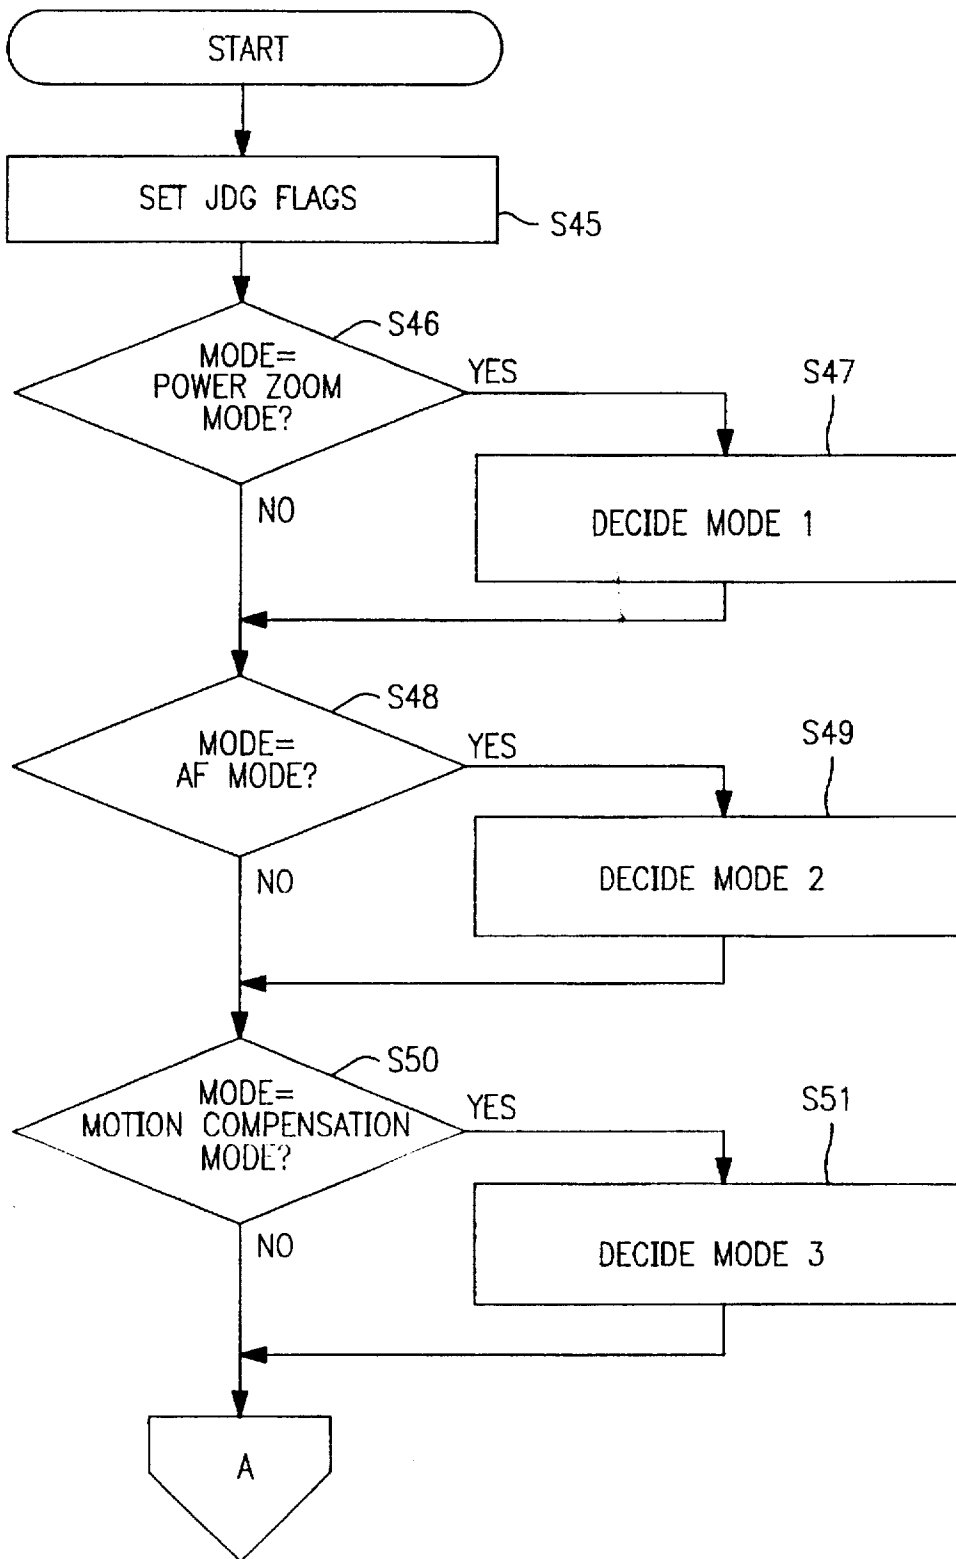 START
SET JDG FLAGS
S45
S46
MODE=
POWER ZOOM
MODE?
YES
S47
NO
DECIDE MODE 1
S48
MODE=
AF MODE?
YES
S49
NO
DECIDE MODE 2
S50
MODE=
MOTION COMPENSATION
MODE?
YES
S51
NO
DECIDE MODE 3
A